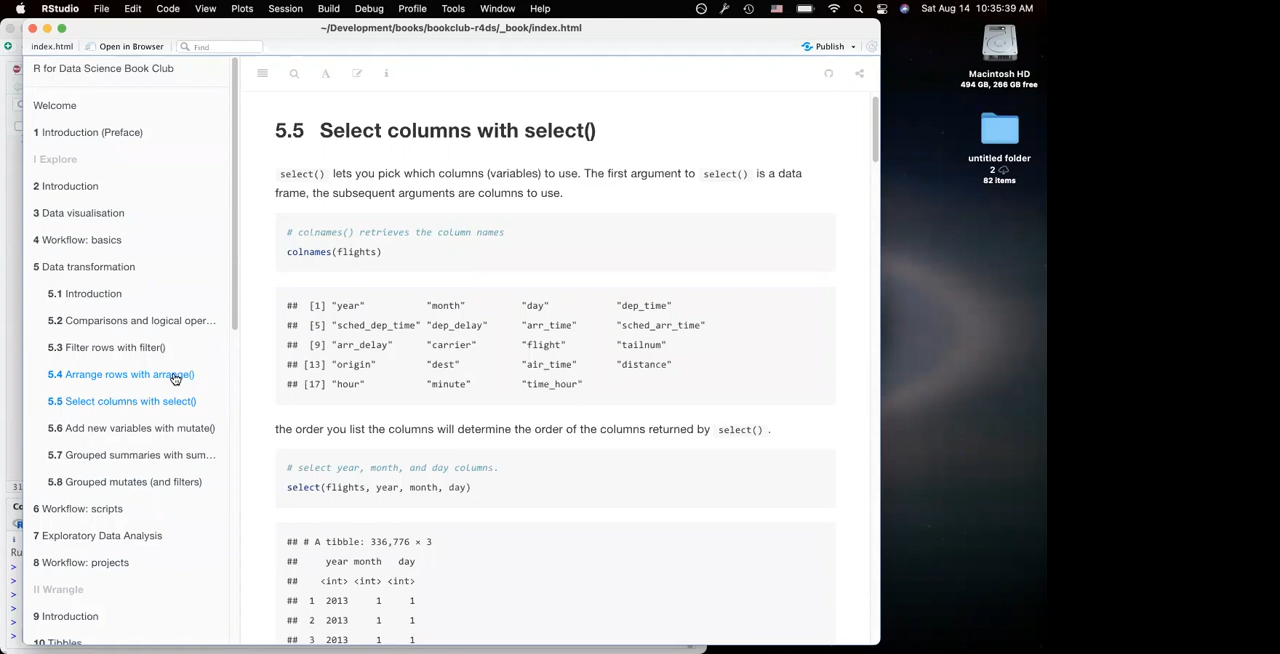 RStudio File Edit Code View Plots Session Build Debug Profile Tools Window Help Sat Aug 14 10:35:39 AM
~/Development/books/bookclub-r4ds/_book/index.html
index.html Open in Browser Find Publish
R for Data Science Book Club
Welcome
1 Introduction (Preface)
I Explore
2 Introduction
3 Data visualisation
4 Workflow: basics
5 Data transformation
5.1 Introduction
5.2 Comparisons and logical oper…
5.3 Filter rows with filter()
5.4 Arrange rows with arrange()
5.5 Select columns with select()
5.6 Add new variables with mutate()
5.7 Grouped summaries with sum…
5.8 Grouped mutates (and filters)
6 Workflow: scripts
7 Exploratory Data Analysis
8 Workflow: projects
II Wrangle
9 Introduction
10 Tibbles
5.5 Select columns with select()
select() lets you pick which columns (variables) to use. The first argument to select() is a data
frame, the subsequent arguments are columns to use.
# colnames() retrieves the column names
colnames(flights)
## [1] "year" "month" "day" "dep_time"
## [5] "sched_dep_time" "dep_delay" "arr_time" "sched_arr_time"
## [9] "arr_delay" "carrier" "flight" "tailnum"
## [13] "origin" "dest" "air_time" "distance"
## [17] "hour" "minute" "time_hour"
the order you list the columns will determine the order of the columns returned by select() .
# select year, month, and day columns.
select(flights, year, month, day)
## # A tibble: 336,776 × 3
## year month day
## <int> <int> <int>
## 1 2013 1 1
## 2 2013 1 1
## 3 2013 1 1
Macintosh HD
494 GB, 266 GB free
untitled folder
2
82 items